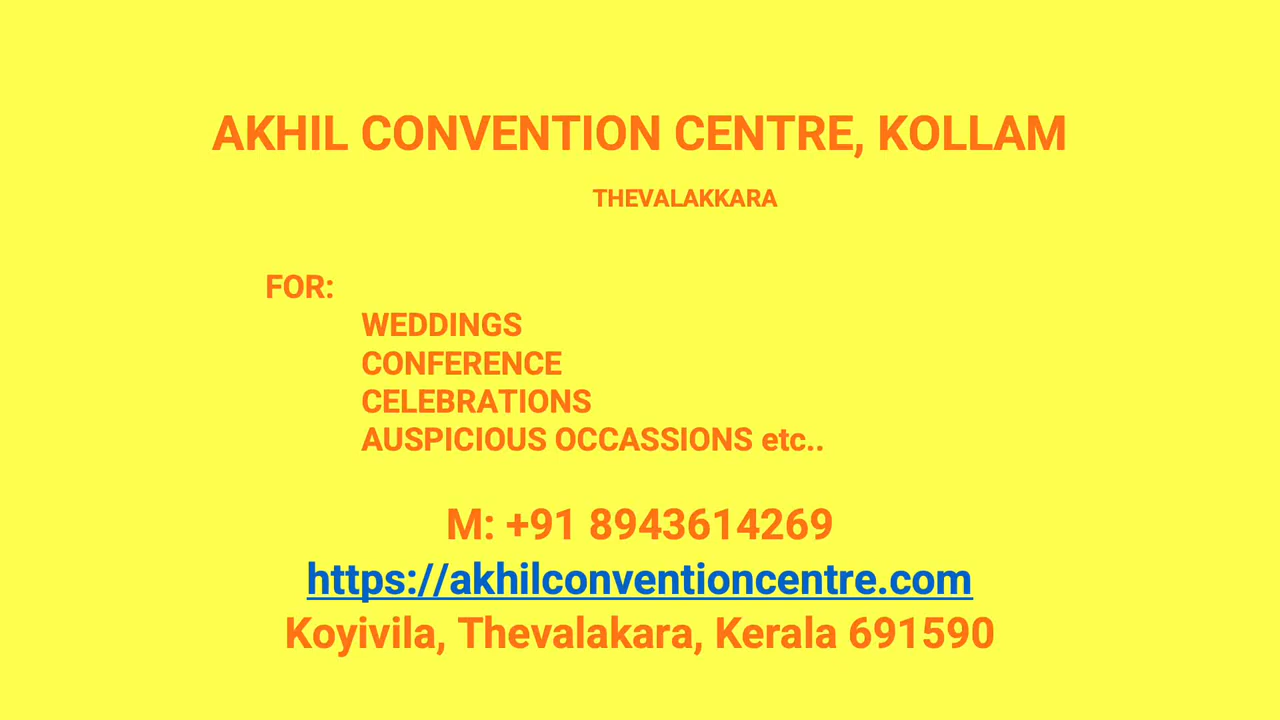 AKHIL CONVENTION CENTRE, KOLLAM
THEVALAKKARA
FOR:
WEDDINGS
CONFERENCE
CELEBRATIONS
AUSPICIOUS OCCASSIONS etc..
M: +91 8943614269
https://akhilconventioncentre.com
Koyivila, Thevalakara, Kerala 691590